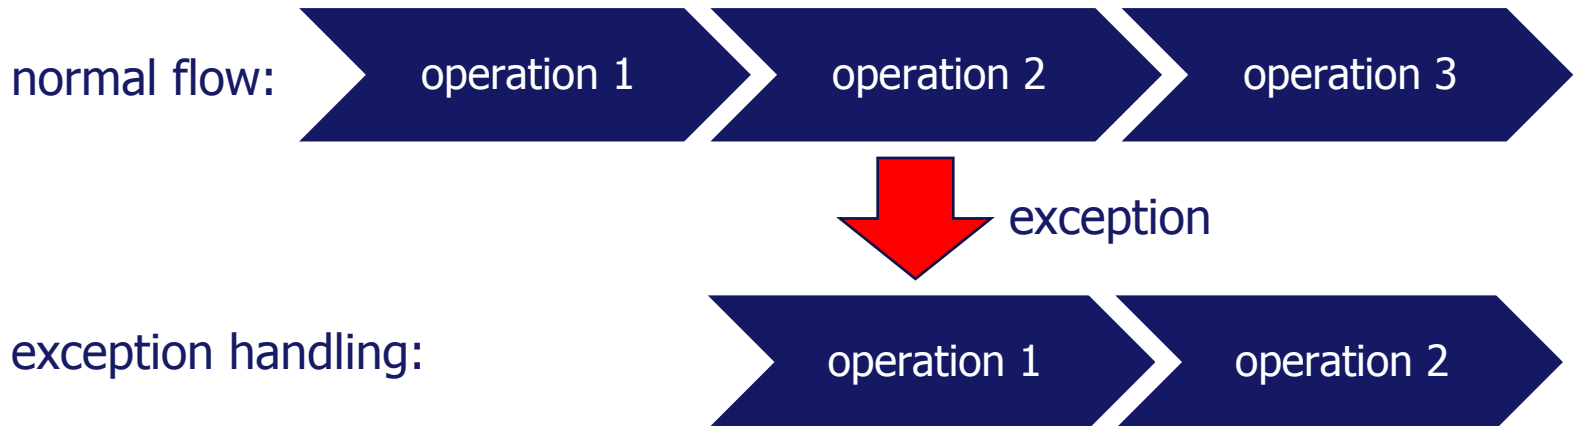 normal flow:
operation 1
operation 2
operation 3
exception
exception handling:
operation 1
operation 2